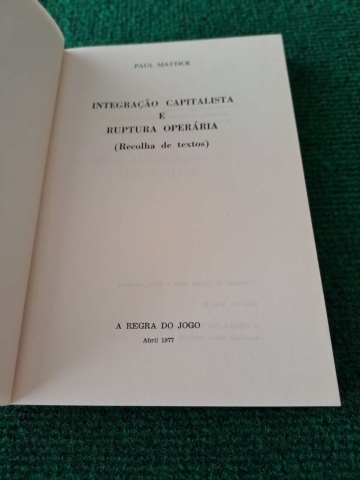 PAUL MATTICK
INTEGRAÇÃO CAPITALISTA
E
RUPTURA OPERÁRIA
(Recolha de textos)
A REGRA DO JOGO
Abril 1977